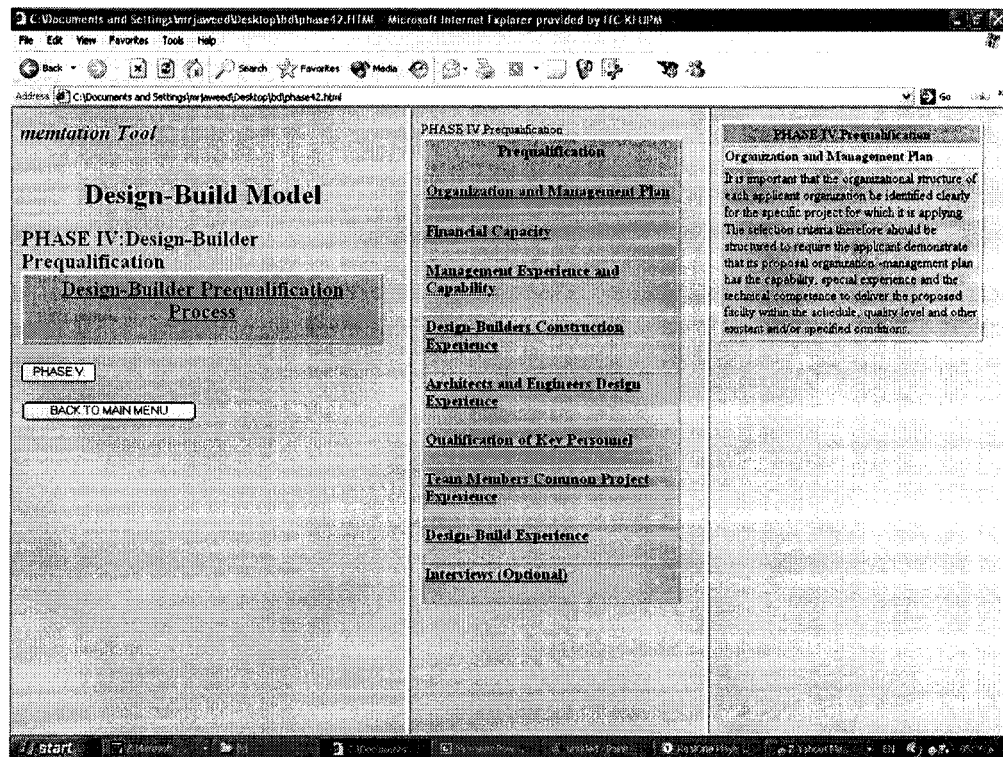 C:\Documents and Settings\mrjaweed\Desktop\bd\phase42.HTML - Microsoft Internet Explorer provided by ITC KFUPM
File Edit View Favorites Tools Help
Back Search Favorites Media
Address C:\Documents and Settings\mrjaweed\Desktop\bd\phase42.html Go Links
memtation Tool
Design-Build Model
PHASE IV:Design-Builder
Prequalification
Design-Builder Prequalification
Process
PHASE V
BACK TO MAIN MENU
PHASE IV Prequalification
Prequalification
Organization and Management Plan
Financial Capacity
Management Experience and
Capability
Design-Builders Construction
Experience
Architects and Engineers Design
Experience
Qualification of Key Personnel
Team Members Common Project
Experience
Design-Build Experience
Interviews (Optional)
PHASE IV Prequalification
Organization and Management Plan
It is important that the organizational structure of
each applicant organization be identified clearly
for the specific project for which it is applying.
The selection criteria therefore should be
structured to require the applicant demonstrate
that its proposal organization -management plan
has the capability, special experience and the
technical competence to deliver the proposed
facility within the schedule, quality level and other
existent and/or specified conditions.
start EN